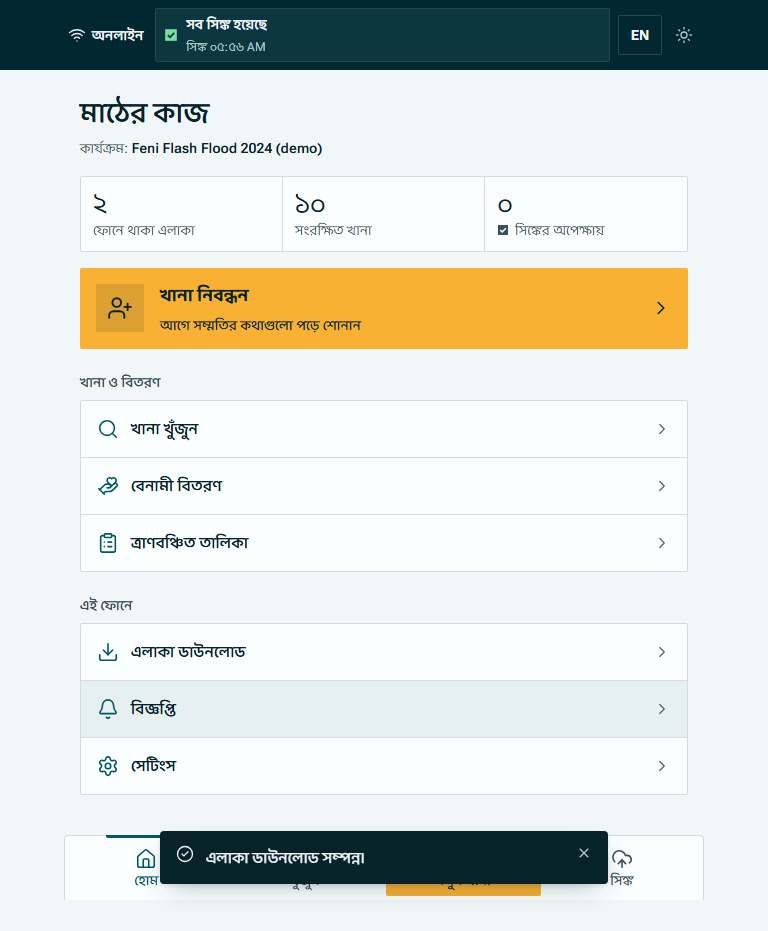 অনলাইন
সব সিঙ্ক হয়েছে
সিঙ্ক ০৫:৫৬ AM
EN
মাঠের কাজ
কার্যক্রম: Feni Flash Flood 2024 (demo)
২
ফোনে থাকা এলাকা
১০
সংরক্ষিত খানা
০
সিঙ্কের অপেক্ষায়
খানা নিবন্ধন
আগে সম্মতির কথাগুলো পড়ে শোনান
খানা ও বিতরণ
খানা খুঁজুন
বেনামী বিতরণ
ত্রাণবঞ্চিত তালিকা
এই ফোনে
এলাকা ডাউনলোড
বিজ্ঞপ্তি
সেটিংস
এলাকা ডাউনলোড সম্পন্ন।
হোম
সিঙ্ক